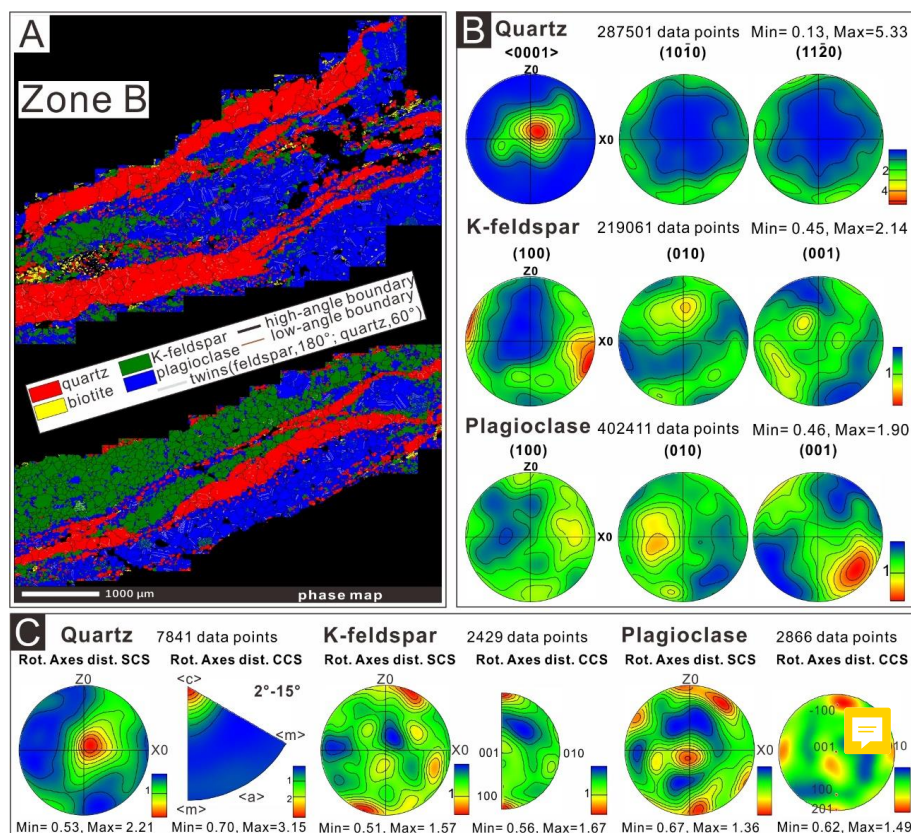 A
Zone B
quartz
biotite
K-feldspar
plagioclase
high-angle boundary
low-angle boundary
twins(feldspar,180°; quartz,60°)
1000 µm
phase map
B
Quartz 287501 data points Min= 0.13, Max=5.33
<0001> (101̄0) (112̄0)
Z0
X0
2
4
K-feldspar 219061 data points Min= 0.45, Max=2.14
(100) (010) (001)
Z0
X0
1
Plagioclase 402411 data points Min= 0.46, Max=1.90
(100) (010) (001)
Z0
X0
1
C
Quartz 7841 data points K-feldspar 2429 data points Plagioclase 2866 data points
Rot. Axes dist. SCS Rot. Axes dist. CCS Rot. Axes dist. SCS Rot. Axes dist. CCS Rot. Axes dist. SCS Rot. Axes dist. CCS
Z0 <c> 2°-15° Z0 Z0
-100
X0 <m> X0 001 010 X0 001 010
1 1 2 1 100 1 100
<m> <a> 201
Min= 0.53, Max= 2.21 Min= 0.70, Max=3.15 Min= 0.51, Max= 1.57 Min= 0.56, Max=1.67 Min= 0.67, Max= 1.36 Min= 0.62, Max=1.49